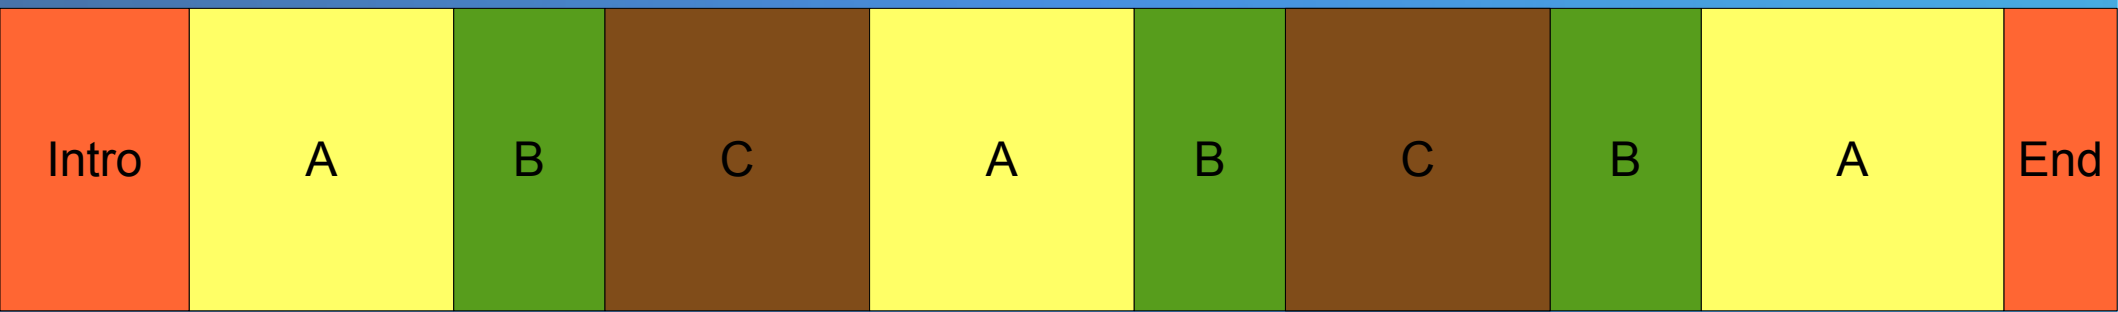 Intro A B C A B C B A End